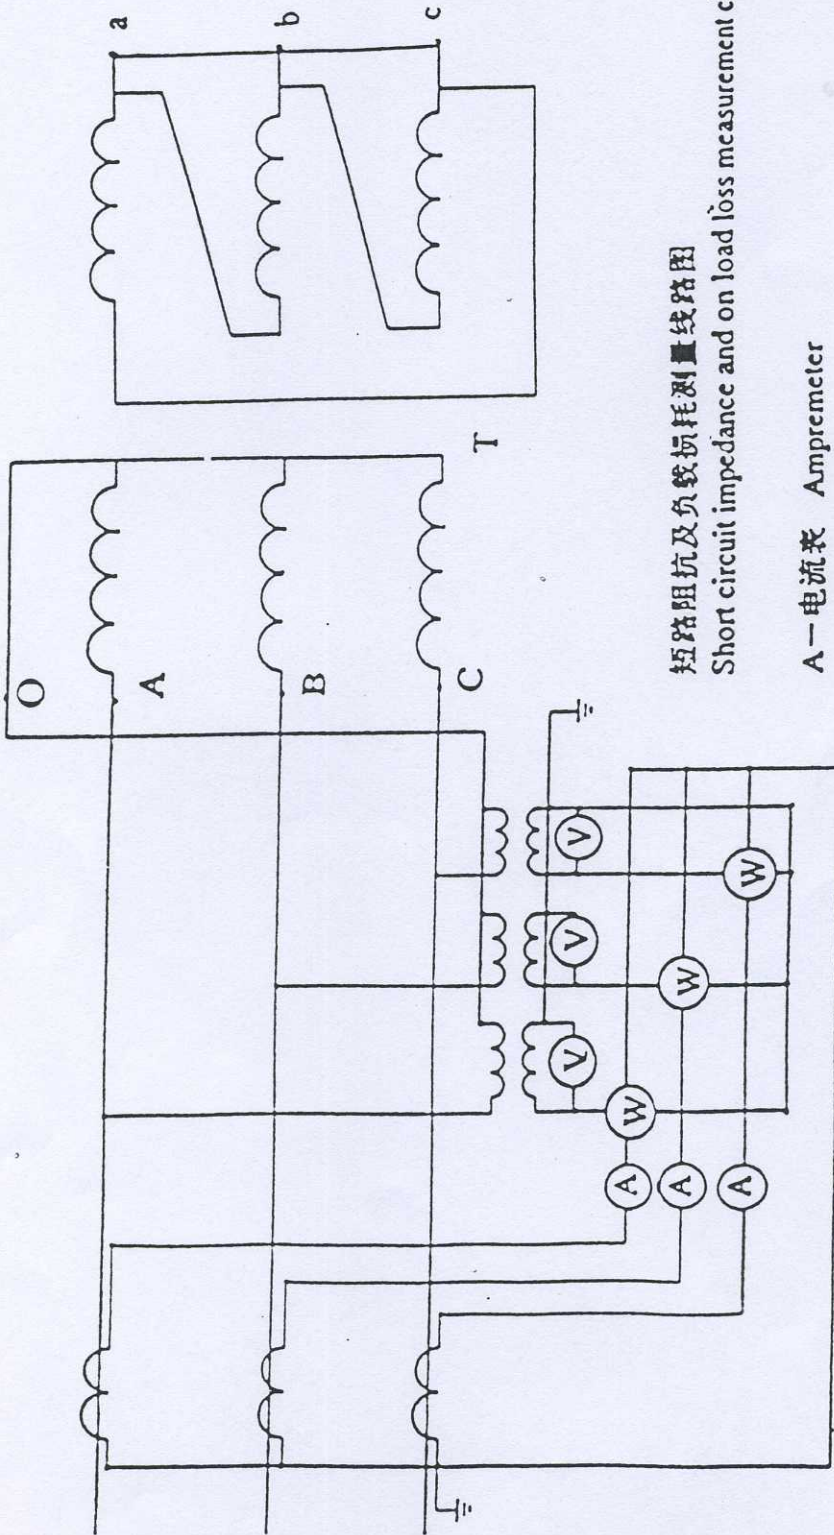 a
b
c
O
A
B
C
T
V
V
V
W
W
W
A
A
A
短路阻抗及负载损耗测量线路图
Short circuit impedance and on load loss measurement c
A—电流表 Ampremeter